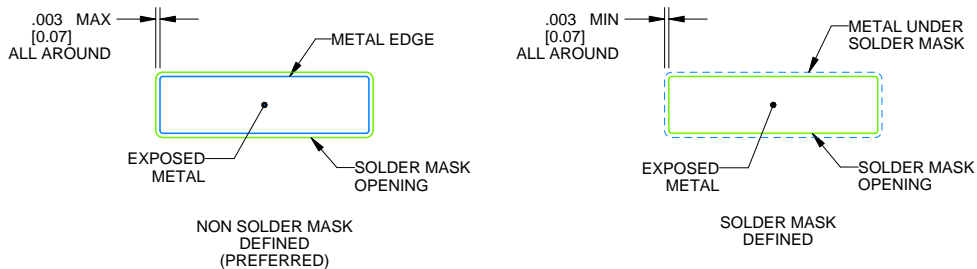 .003 MAX
[0.07]
ALL AROUND
METAL EDGE
EXPOSED
METAL
SOLDER MASK
OPENING
NON SOLDER MASK
DEFINED
(PREFERRED)
.003 MIN
[0.07]
ALL AROUND
METAL UNDER
SOLDER MASK
EXPOSED
METAL
SOLDER MASK
OPENING
SOLDER MASK
DEFINED